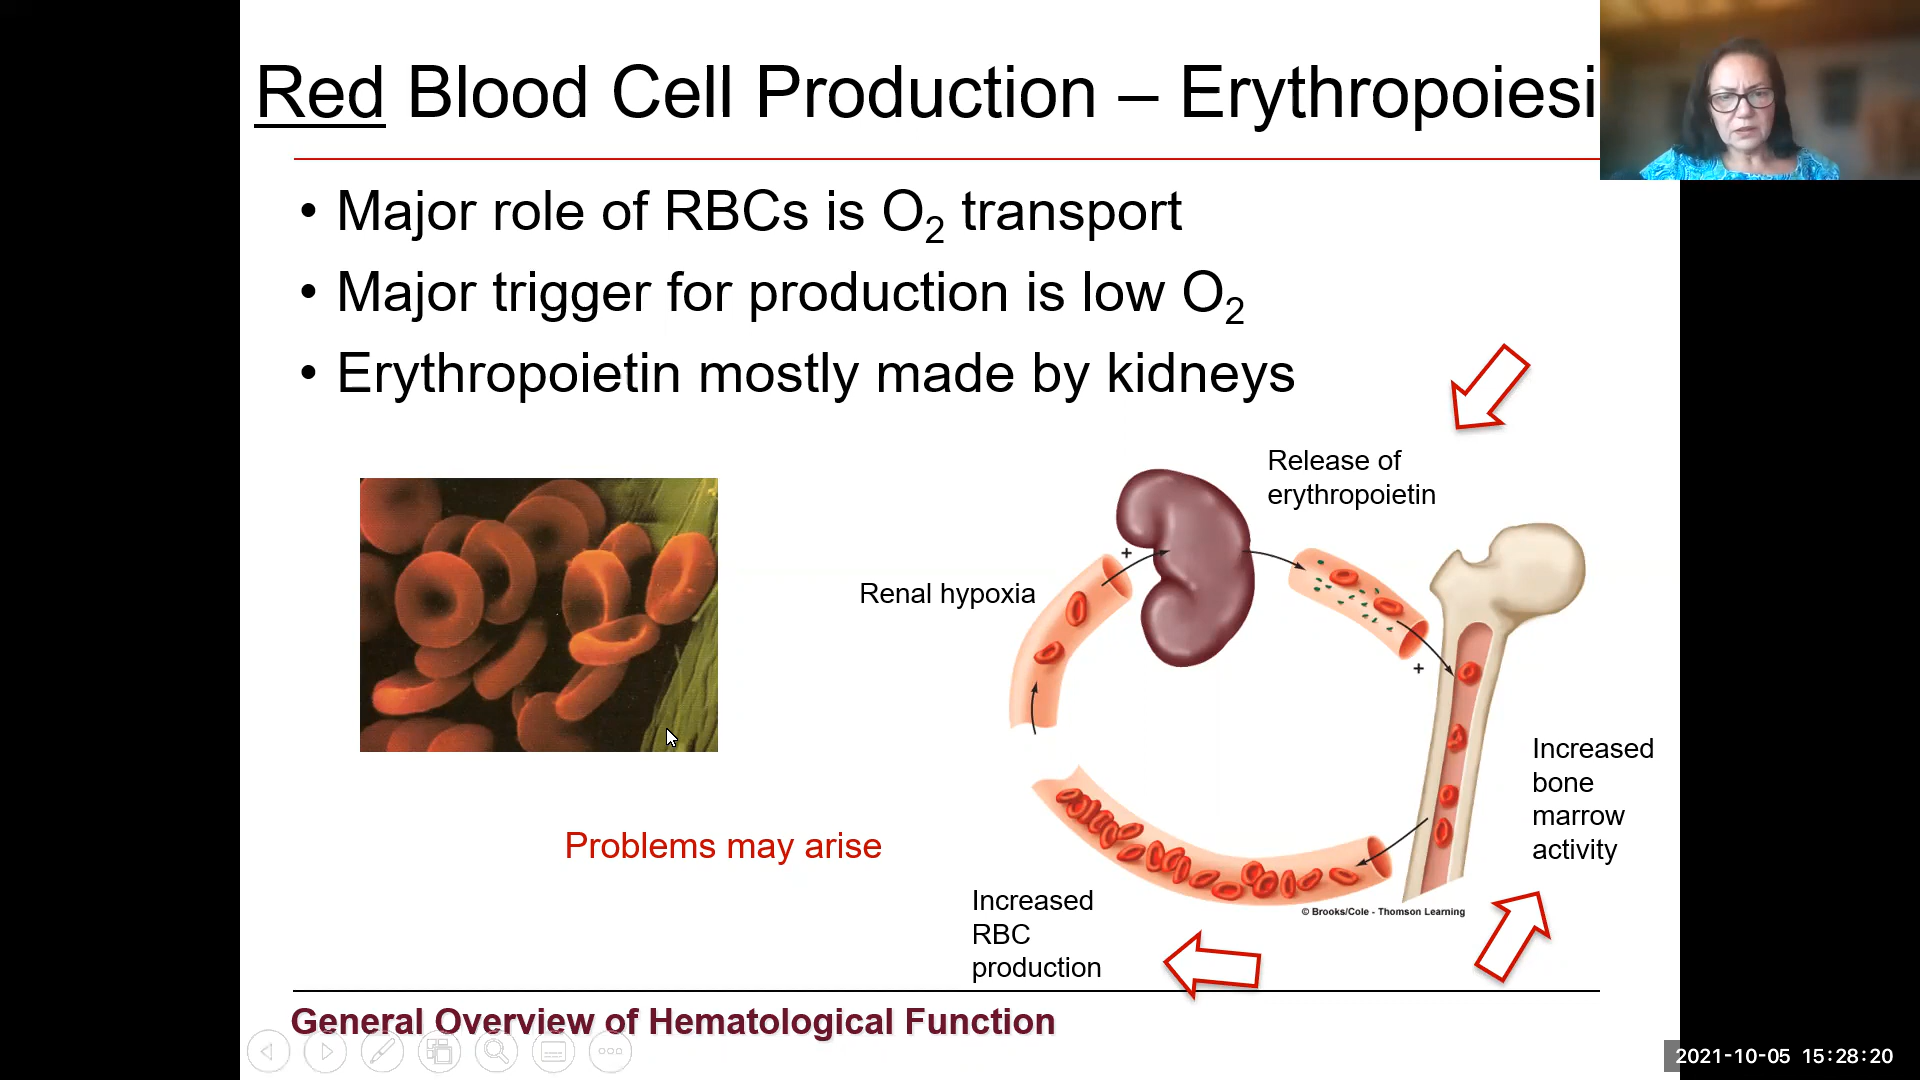 Red Blood Cell Production – Erythropoiesi
• Major role of RBCs is O₂ transport
• Major trigger for production is low O₂
• Erythropoietin mostly made by kidneys
Release of
erythropoietin
+
Renal hypoxia
+
Increased
bone
marrow
activity
Problems may arise
Increased
RBC
production
© Brooks/Cole - Thomson Learning
General Overview of Hematological Function
2021-10-05 15:28:20